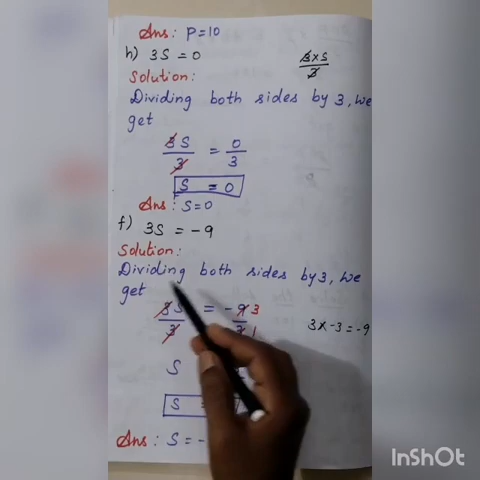 Ans: P=10
h) 3S = 0
3×S
3
Solution:
Dividing both sides by 3, we
get
3S = 0
3 3
S = 0
Ans: S=0
f) 3S = -9
Solution:
Dividing both sides by 3, we
get
3S = -9 3
3 3 1
3 × -3 = -9
S
S =
Ans: S = -
InShOt